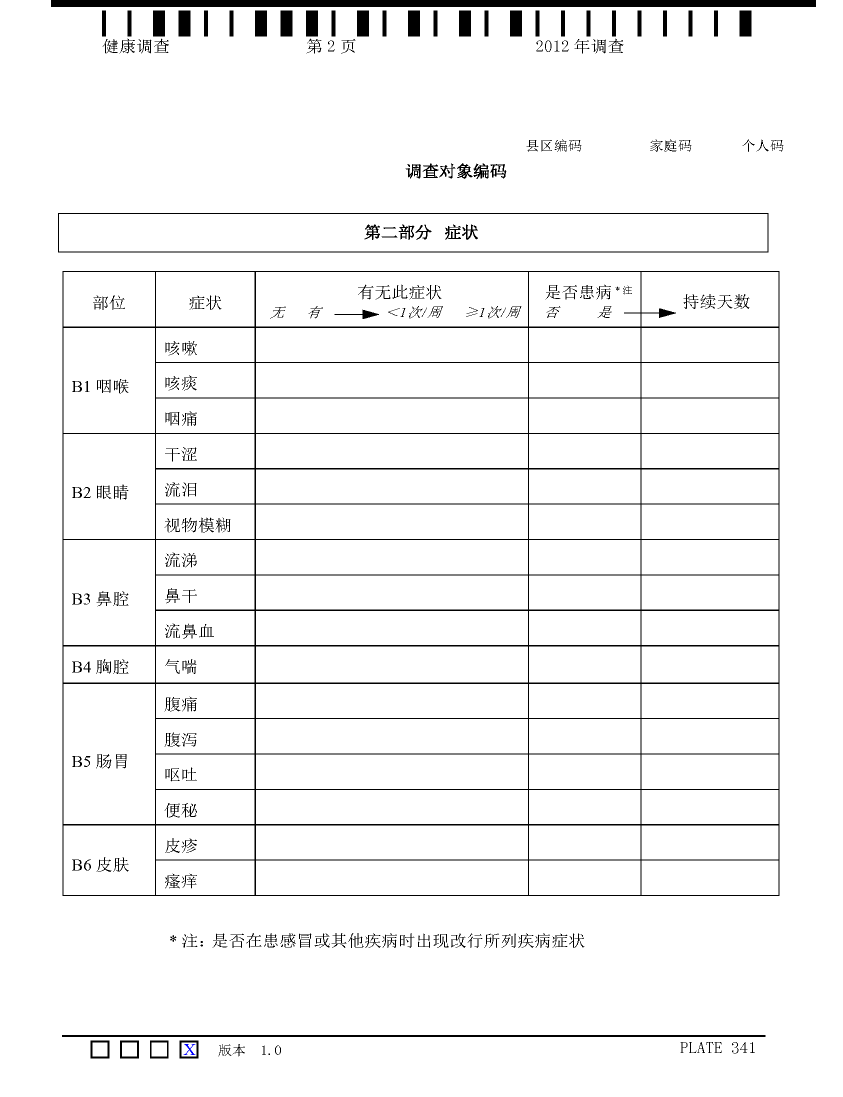 健康调查 第 2 页 2012 年调查
县区编码 家庭码 个人码
调查对象编码
第二部分 症状
部位 症状 有无此症状 是否患病*注 持续天数
无 有 <1次/周 ≥1次/周 否 是
B1 咽喉 咳嗽
咳痰
咽痛
B2 眼睛 干涩
流泪
视物模糊
B3 鼻腔 流涕
鼻干
流鼻血
B4 胸腔 气喘
B5 肠胃 腹痛
腹泻
呕吐
便秘
B6 皮肤 皮疹
瘙痒
* 注：是否在患感冒或其他疾病时出现改行所列疾病症状
X 版本 1.0 PLATE 341